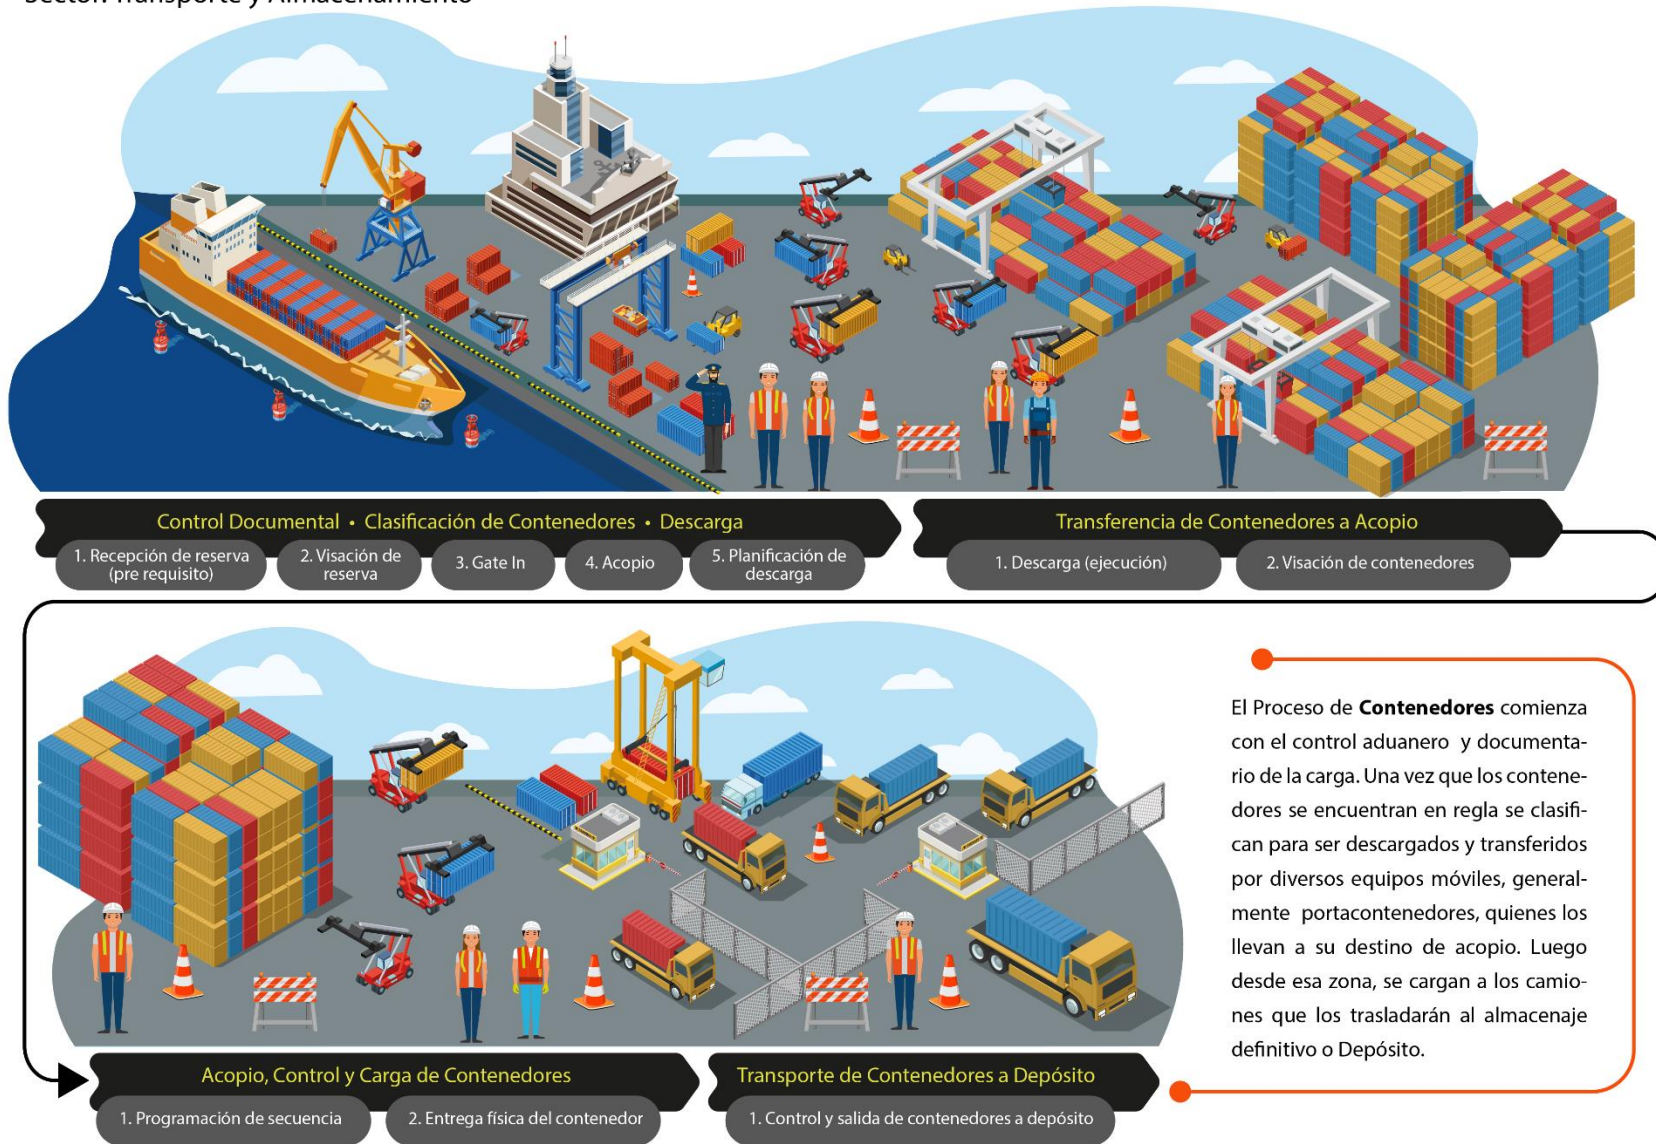 Sector: Transporte y Almacenamiento
Control Documental • Clasificación de Contenedores • Descarga
1. Recepción de reserva
(pre requisito)
2. Visación de
reserva
3. Gate In
4. Acopio
5. Planificación de
descarga
Transferencia de Contenedores a Acopio
1. Descarga (ejecución)
2. Visación de contenedores
El Proceso de Contenedores comienza
con el control aduanero y documenta-
rio de la carga. Una vez que los contene-
dores se encuentran en regla se clasifi-
can para ser descargados y transferidos
por diversos equipos móviles, general-
mente portacontenedores, quienes los
llevan a su destino de acopio. Luego
desde esa zona, se cargan a los camio-
nes que los trasladarán al almacenaje
definitivo o Depósito.
Acopio, Control y Carga de Contenedores
1. Programación de secuencia
2. Entrega física del contenedor
Transporte de Contenedores a Depósito
1. Control y salida de contenedores a depósito